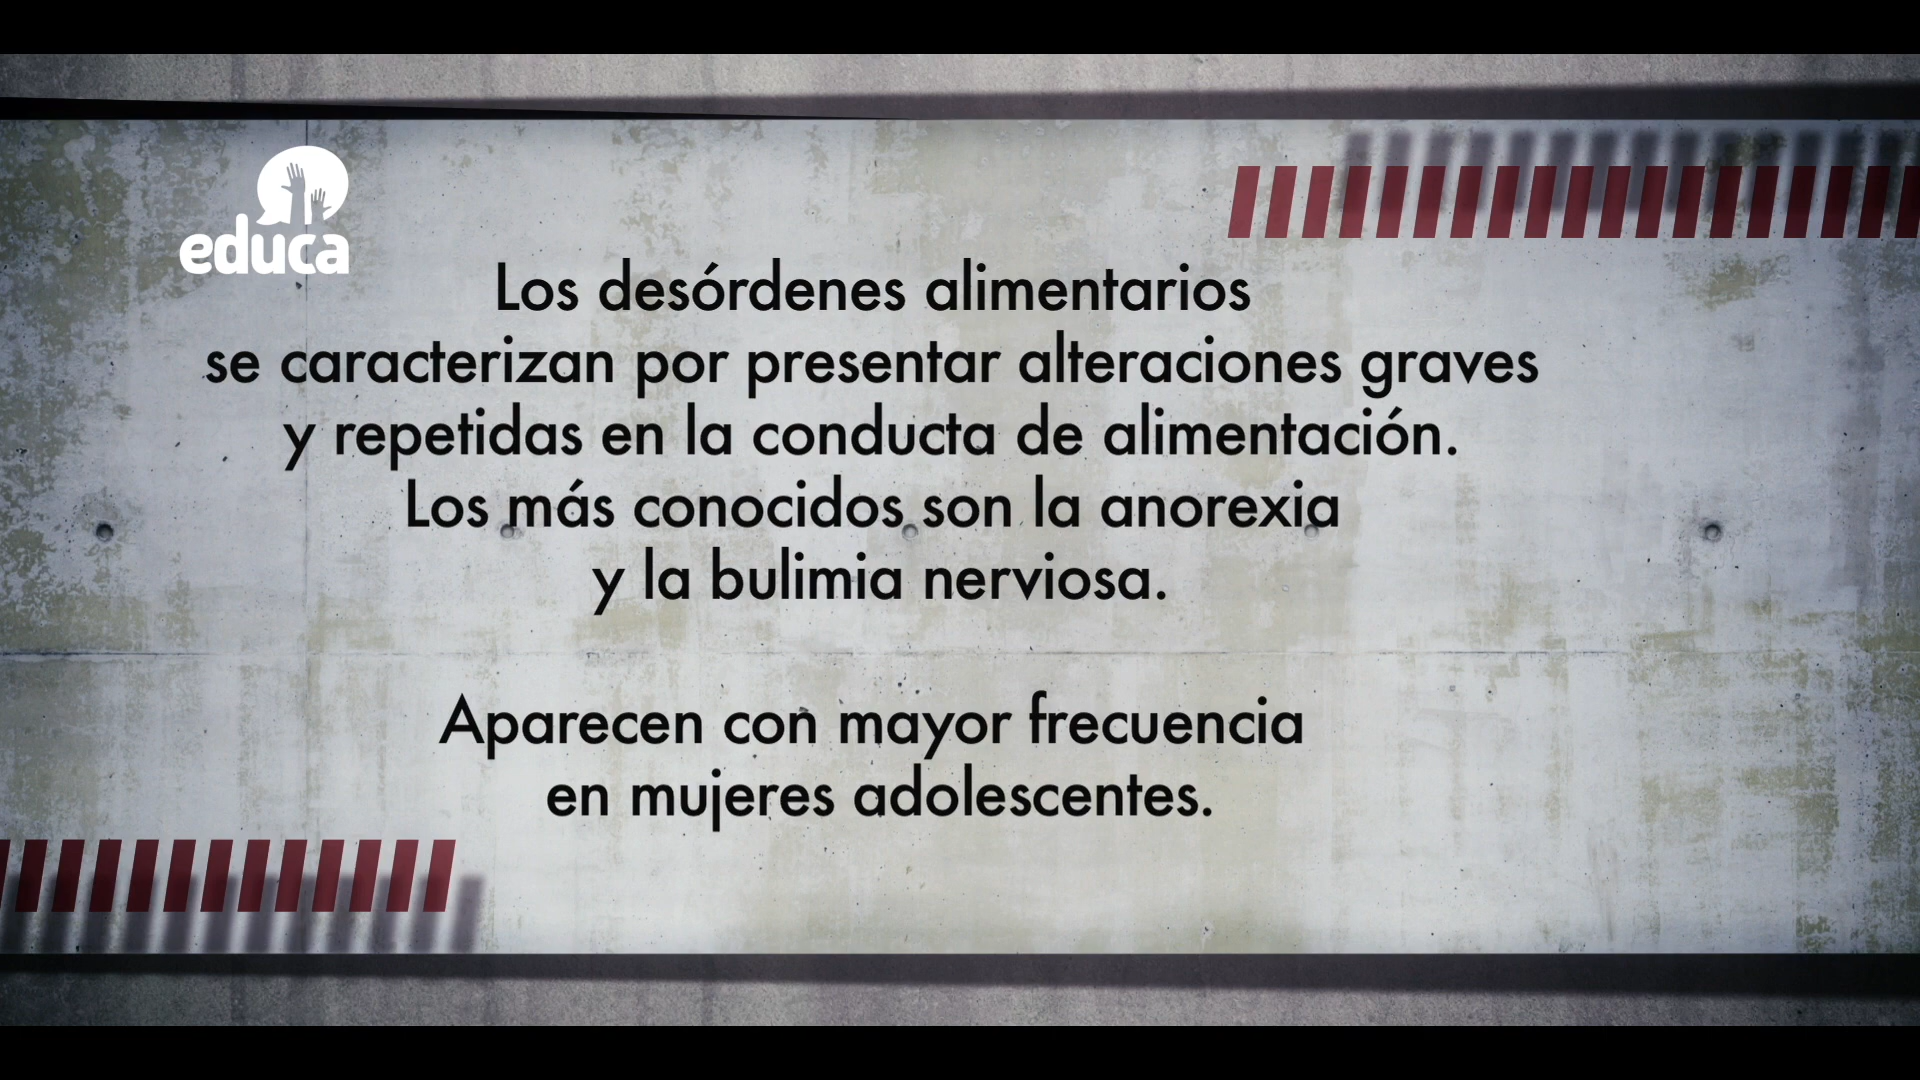 educa
Los desórdenes alimentarios
se caracterizan por presentar alteraciones graves
y repetidas en la conducta de alimentación.
Los más conocidos son la anorexia
y la bulimia nerviosa.
Aparecen con mayor frecuencia
en mujeres adolescentes.